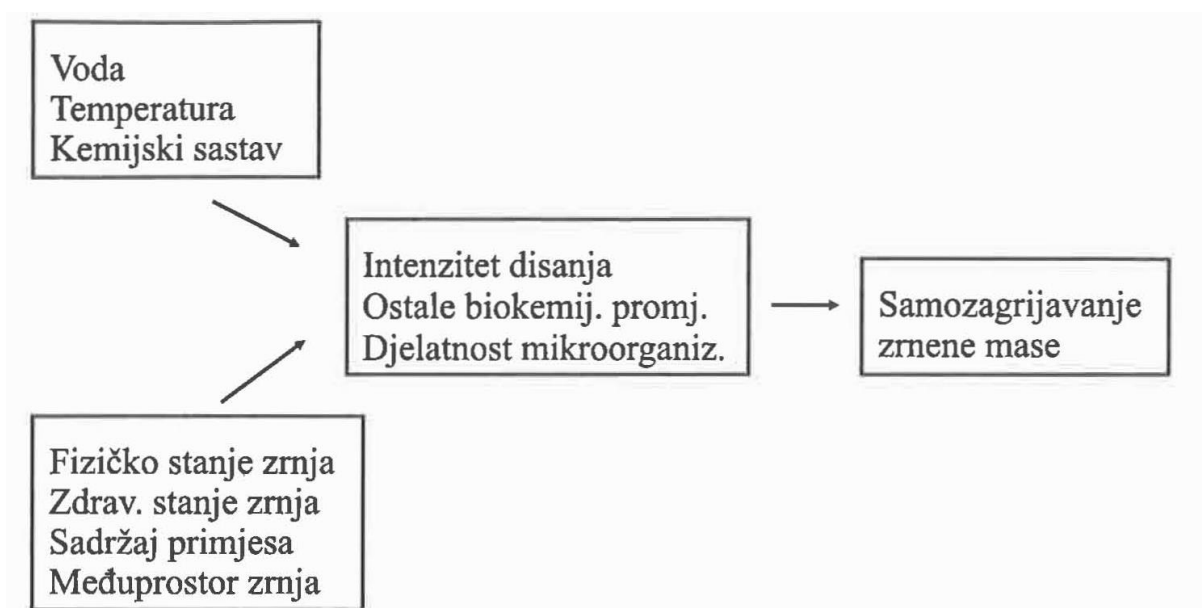 Voda
Temperatura
Kemijski sastav
Intenzitet disanja
Ostale biokemij. promj.
Djelatnost mikroorganiz.
Samozagrijavanje
zrnene mase
Fizičko stanje zrnja
Zdrav. stanje zrnja
Sadržaj primjesa
Međuprostor zrnja